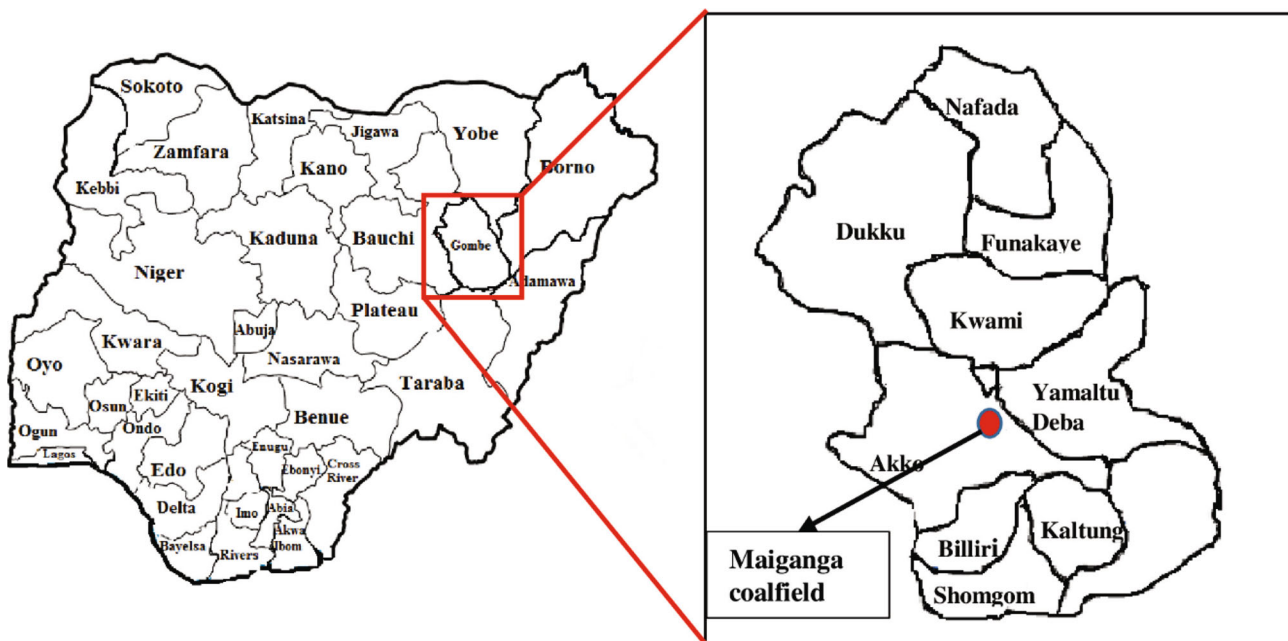 Sokoto
Katsina
Jigawa
Yobe
Zamfara
Kano
Borno
Kebbi
Kaduna
Bauchi
Gombe
Niger
Adamawa
Plateau
Abuja
Kwara
Nasarawa
Oyo
Kogi
Taraba
Ekiti
Osun
Benue
Ogun
Ondo
Lagos
Enugu
Edo
Ebonyi
Cross
River
Delta
Imo
Abia
Akwa
Ibom
Bayelsa
Rivers
Nafada
Dukku
Funakaye
Kwami
Yamaltu
Deba
Akko
Kaltung
Billiri
Shomgom
Maiganga
coalfield